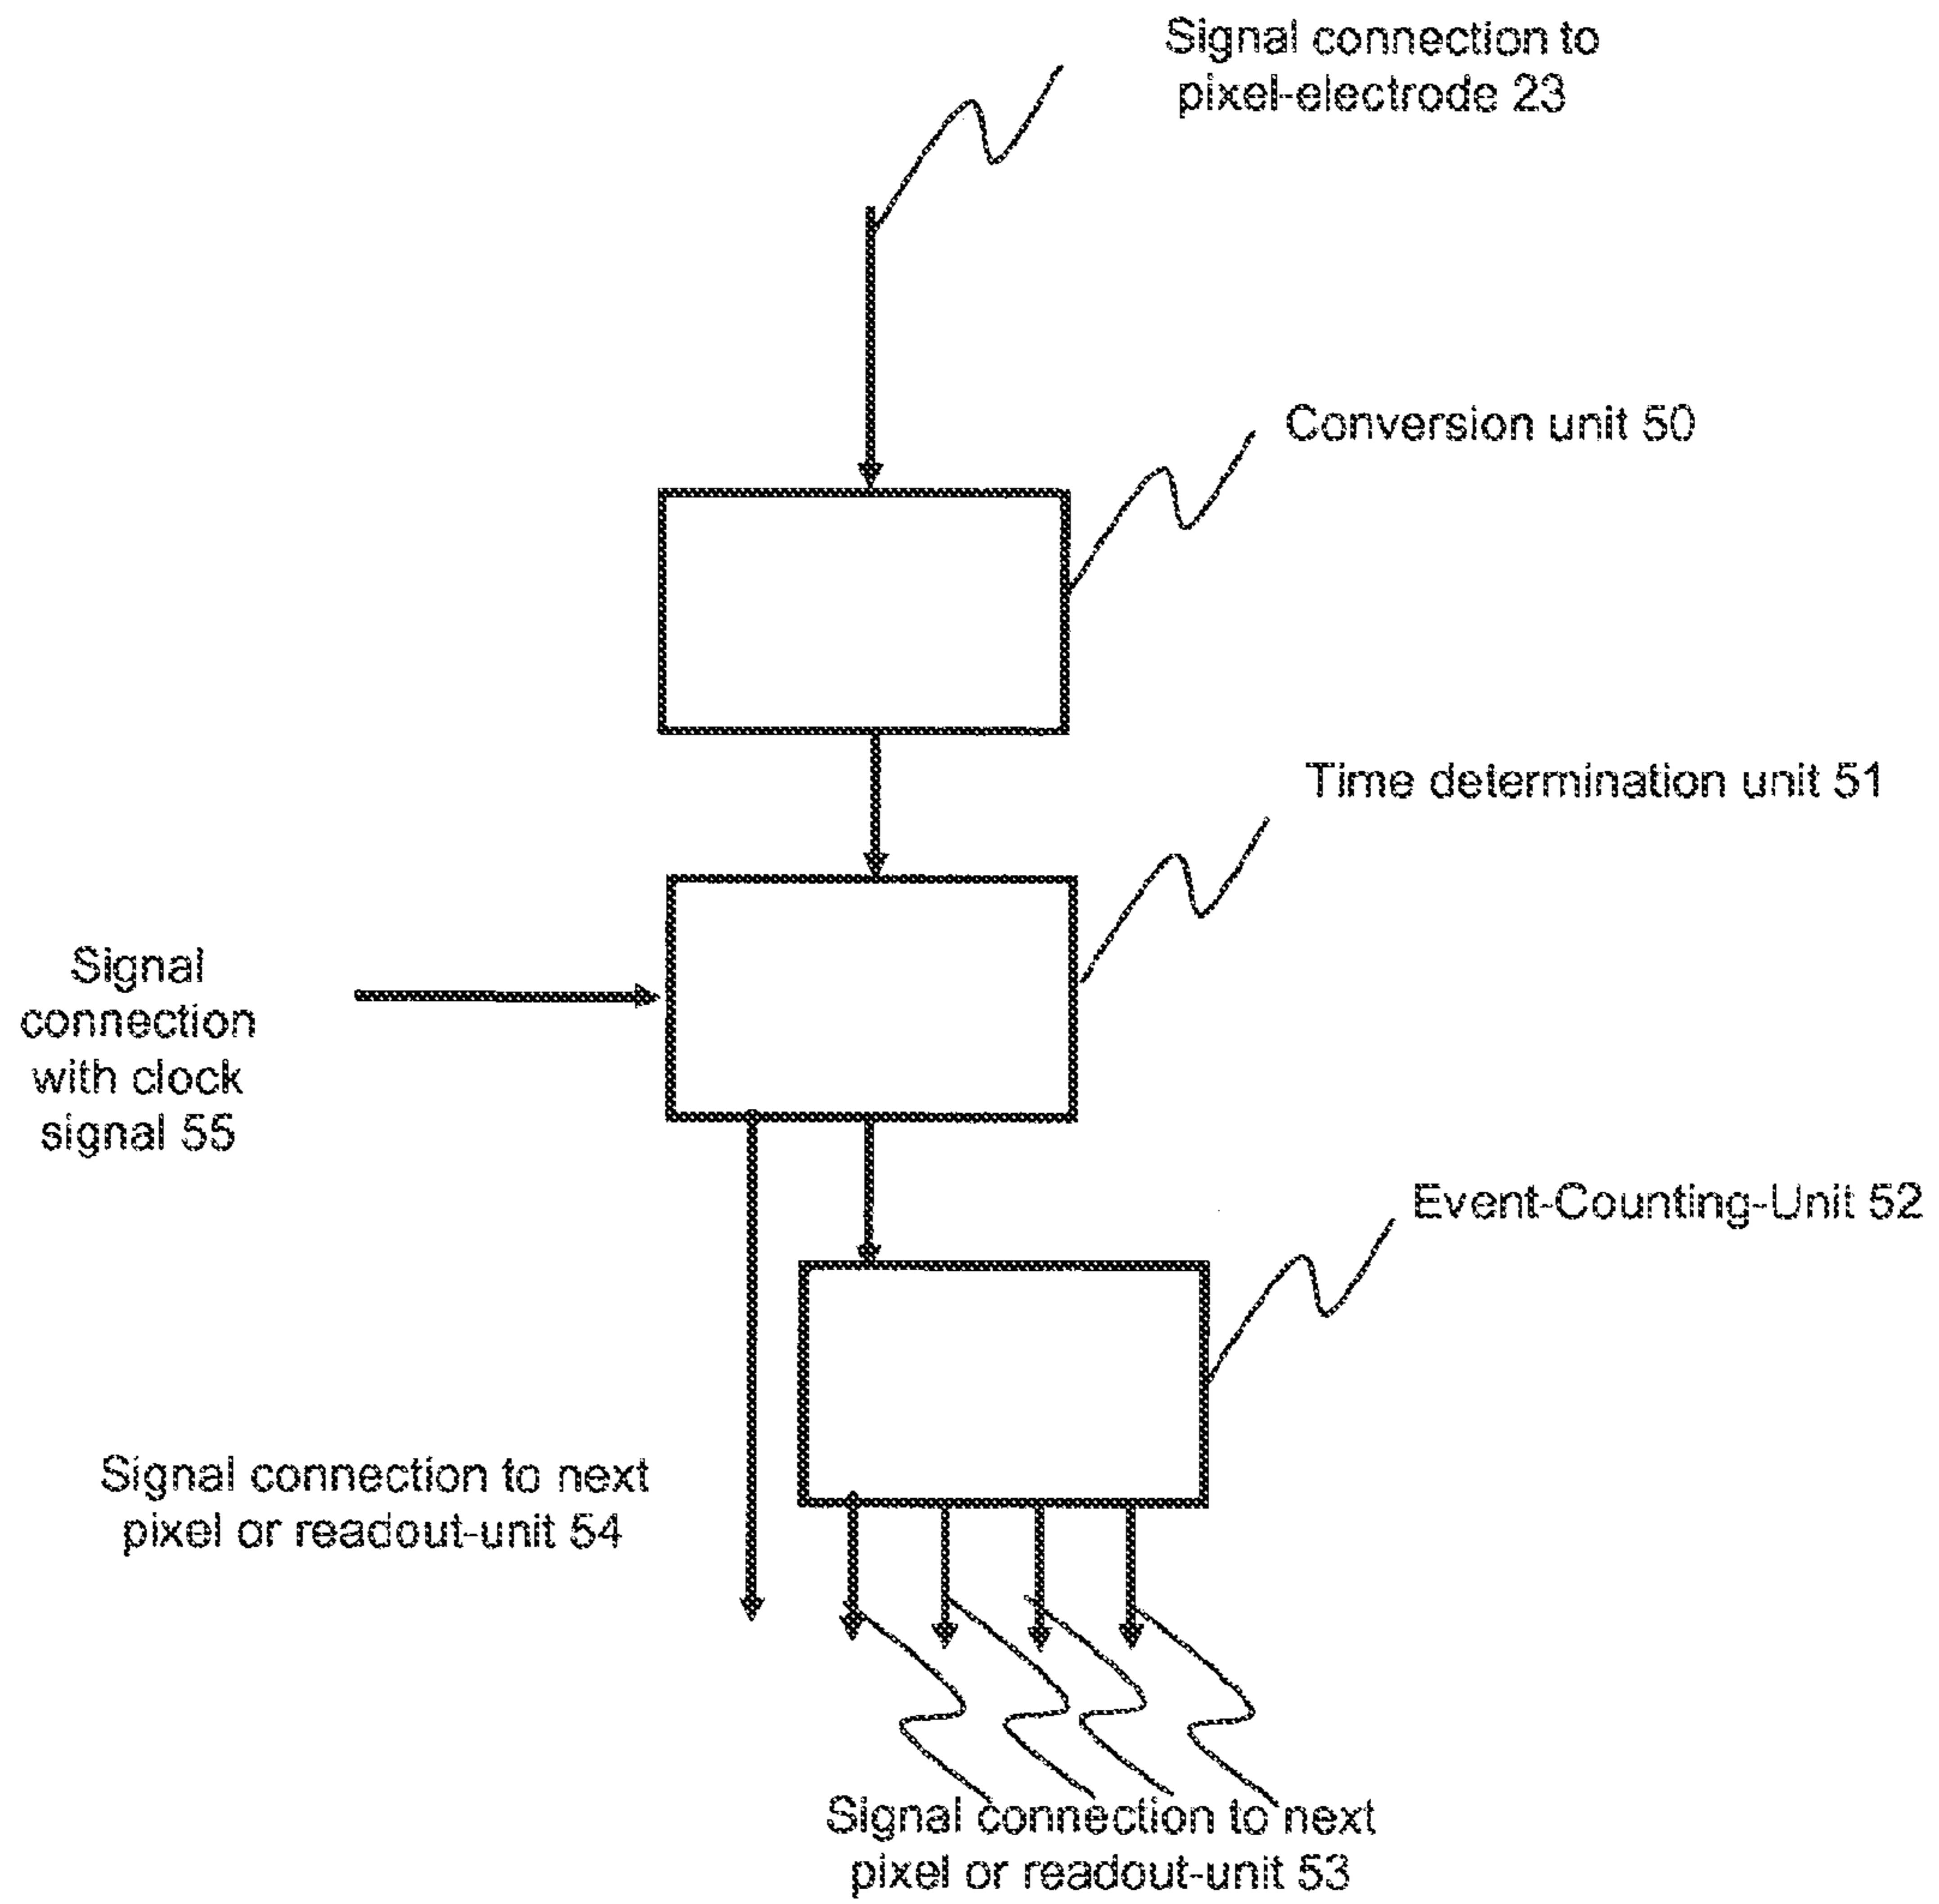 Signal connection to
pixel-electrode 23
Conversion unit 50
Time determination unit 51
Signal
connection
with clock
signal 55
Event-Counting-Unit 52
Signal connection to next
pixel or readout-unit 54
Signal connection to next
pixel or readout-unit 53